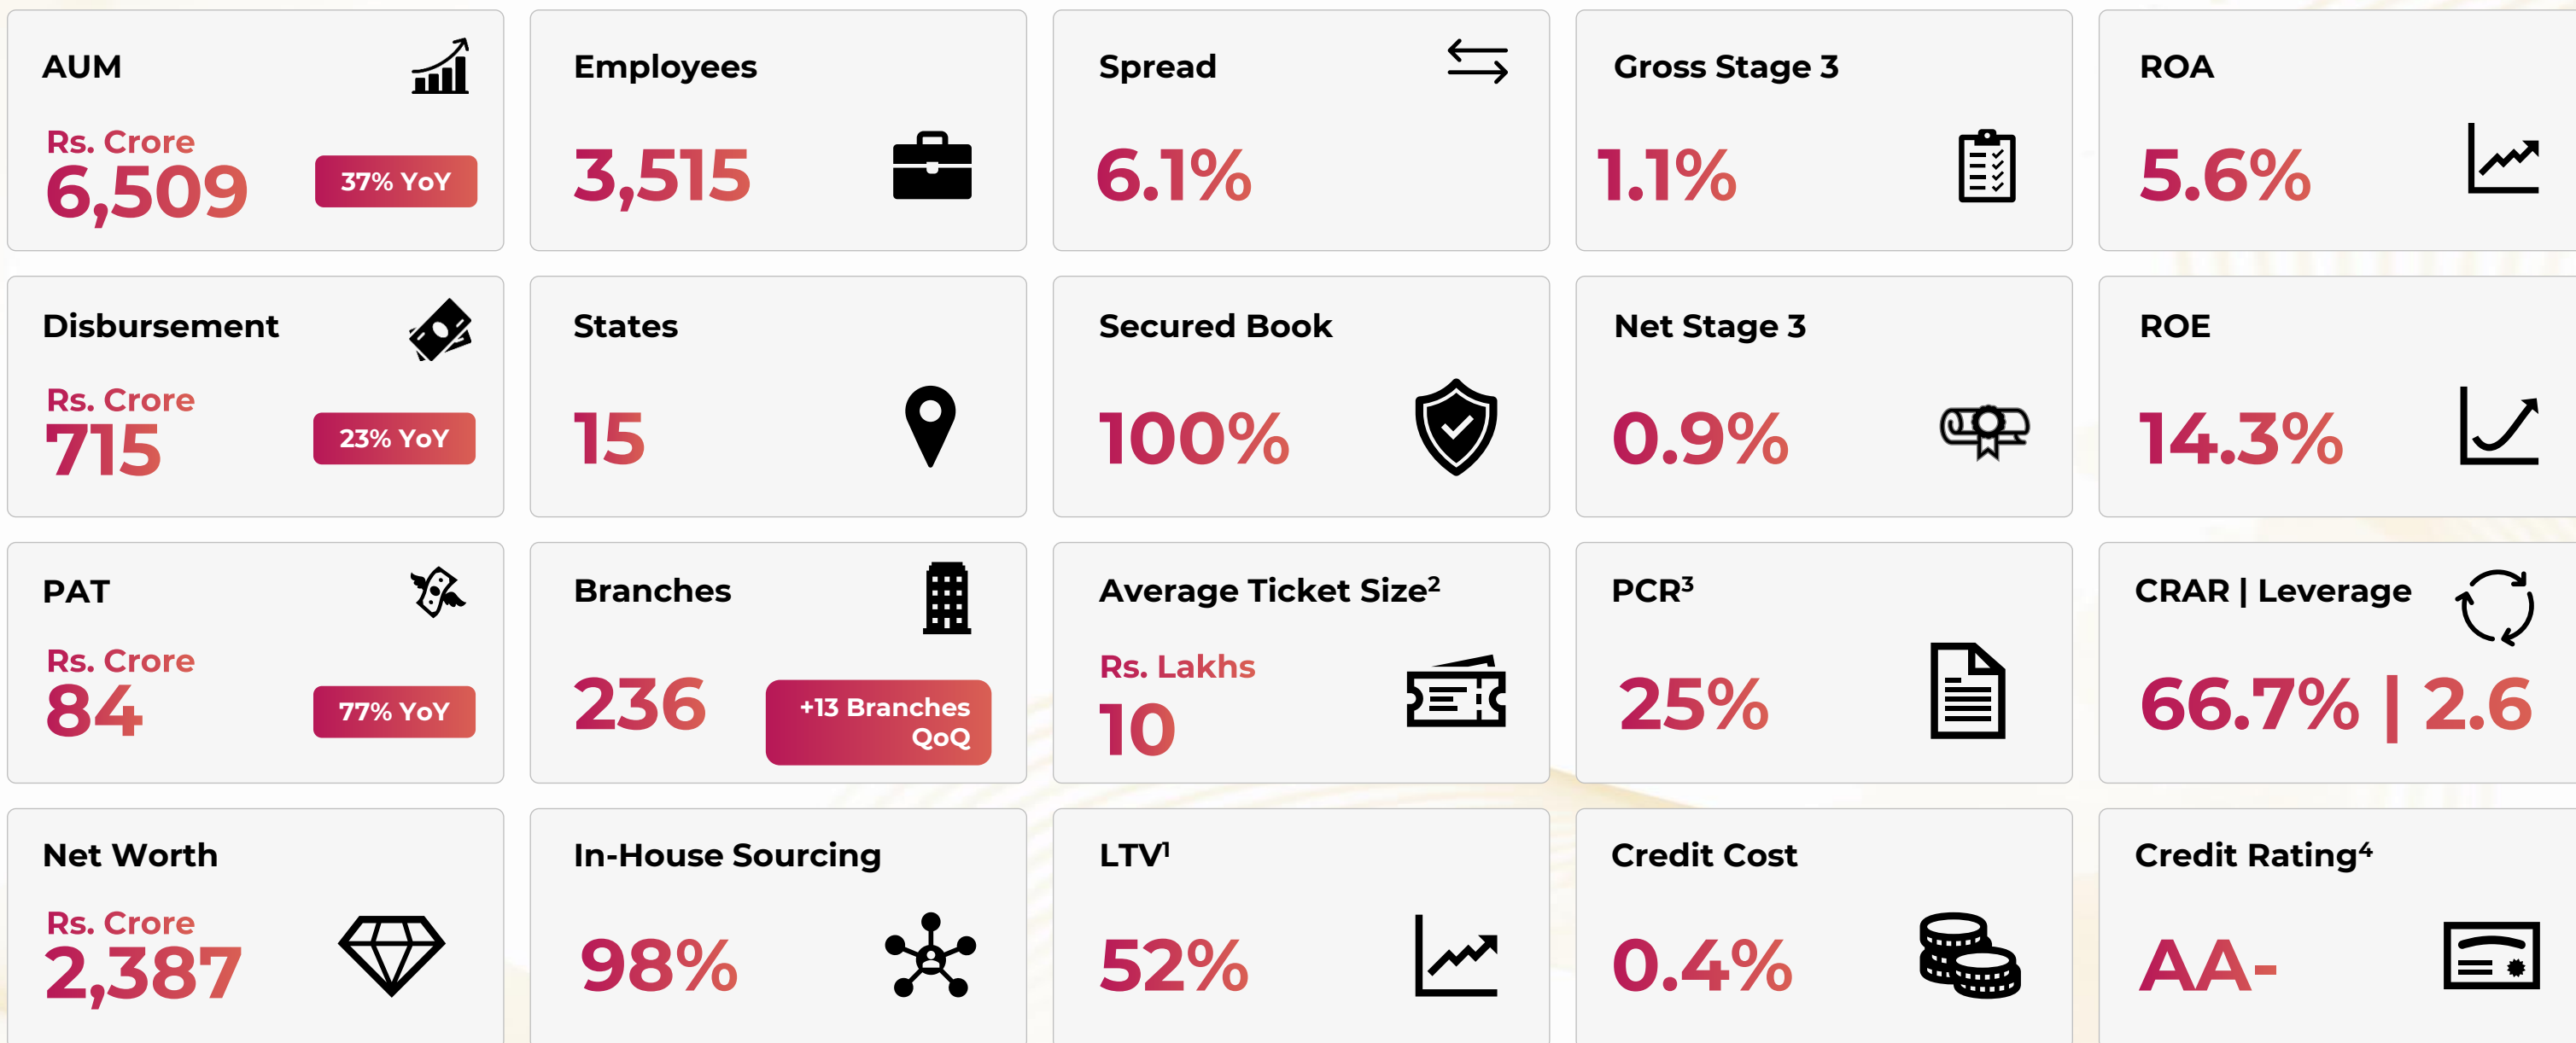 AUM
Rs. Crore
6,509
37% YoY
Employees
3,515
Spread
6.1%
Gross Stage 3
1.1%
ROA
5.6%
Disbursement
Rs. Crore
715
23% YoY
States
15
Secured Book
100%
Net Stage 3
0.9%
ROE
14.3%
PAT
Rs. Crore
84
77% YoY
Branches
236
+13 Branches
QoQ
Average Ticket Size²
Rs. Lakhs
10
PCR³
25%
CRAR | Leverage
66.7% | 2.6
Net Worth
Rs. Crore
2,387
In-House Sourcing
98%
LTV¹
52%
Credit Cost
0.4%
Credit Rating⁴
AA-